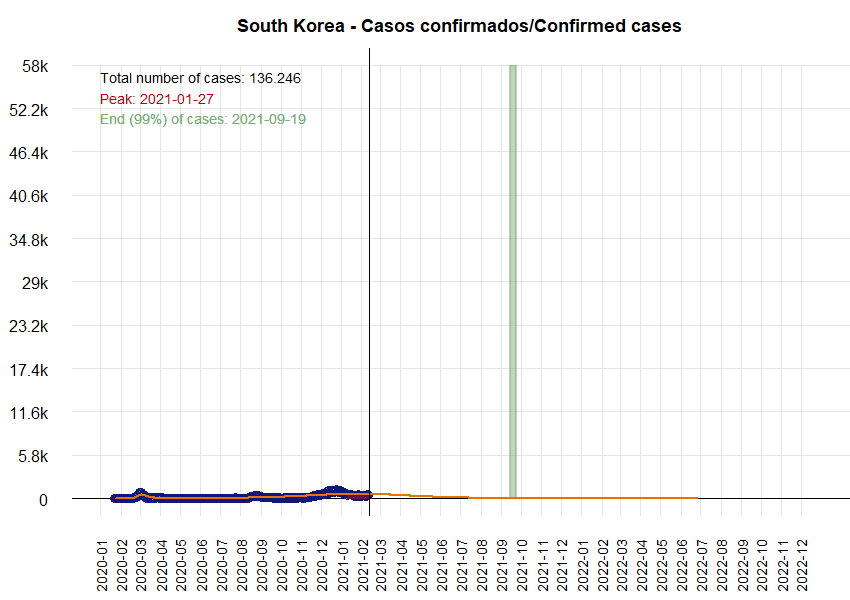 South Korea - Casos confirmados/Confirmed cases
58k
Total number of cases: 136.246
Peak: 2021-01-27
52.2k
End (99%) of cases: 2021-09-19
46.4k
40.6k
34.8k
29k
23.2k
17.4k
11.6k
5.8k
0
2020-01
2020-02
2020-03
2020-04
2020-05
2020-06
2020-07
2020-08
2020-09
2020-10
2020-11
2020-12
2021-01
2021-02
2021-03
2021-04
2021-05
2021-06
2021-07
2021-08
2021-09
2021-10
2021-11
2021-12
2022-01
2022-02
2022-03
2022-04
2022-05
2022-06
2022-07
2022-08
2022-09
2022-10
2022-11
2022-12